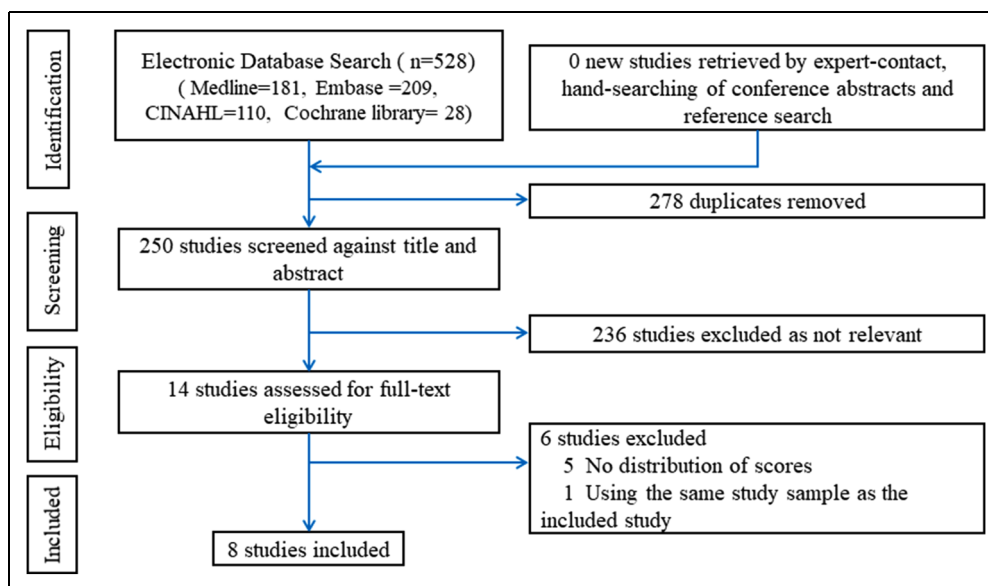 Identification
Electronic Database Search ( n=528)
( Medline=181, Embase =209,
CINAHL=110, Cochrane library= 28)
0 new studies retrieved by expert-contact,
hand-searching of conference abstracts and
reference search
278 duplicates removed
Screening
250 studies screened against title and
abstract
236 studies excluded as not relevant
Eligibility
14 studies assessed for full-text
eligibility
6 studies excluded
5 No distribution of scores
1 Using the same study sample as the
included study
Included
8 studies included